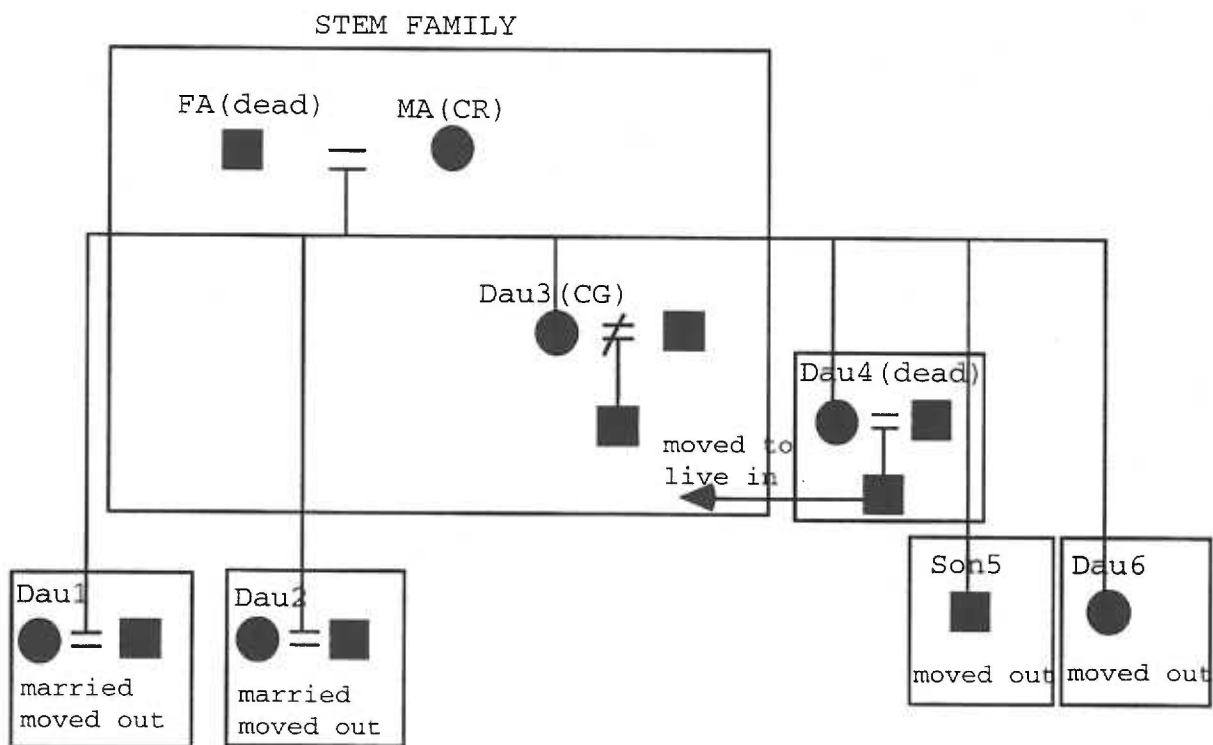 STEM FAMILY
FA(dead)
MA(CR)
Dau3(CG)
Dau4(dead)
moved to
live in
Son5
Dau6
moved out
moved out
Dau1
Dau2
married
moved out
married
moved out